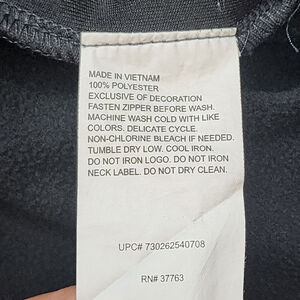 MADE IN VIETNAM
100% POLYESTER
EXCLUSIVE OF DECORATION
FASTEN ZIPPER BEFORE WASH.
MACHINE WASH COLD WITH LIKE
COLORS. DELICATE CYCLE.
NON-CHLORINE BLEACH IF NEEDED.
TUMBLE DRY LOW. COOL IRON.
DO NOT IRON LOGO. DO NOT IRON
NECK LABEL. DO NOT DRY CLEAN.
UPC# 730262540708
RN# 37763